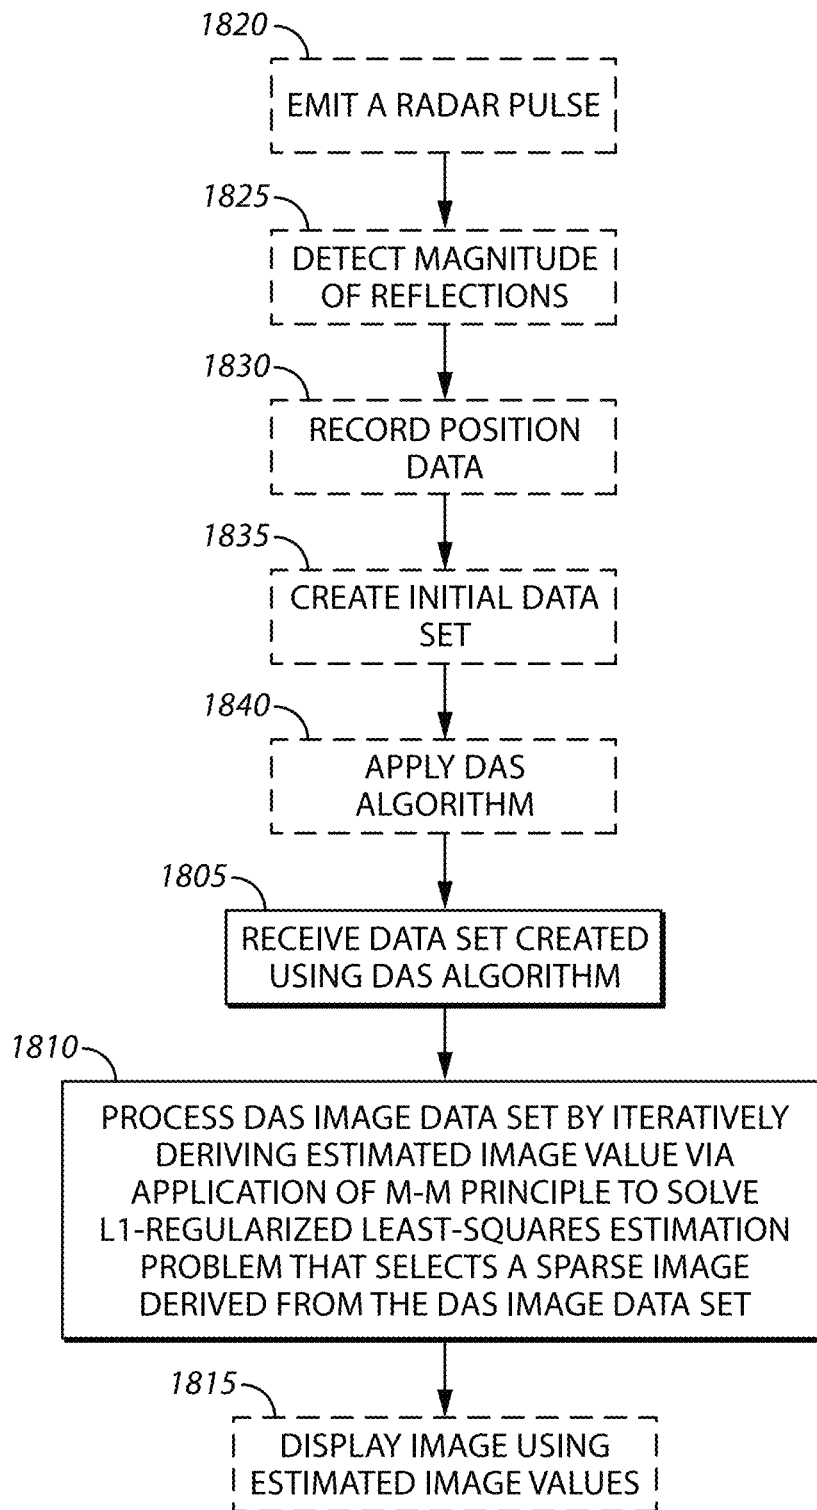 1820
EMIT A RADAR PULSE
1825
DETECT MAGNITUDE
OF REFLECTIONS
1830
RECORD POSITION
DATA
1835
CREATE INITIAL DATA
SET
1840
APPLY DAS
ALGORITHM
1805
RECEIVE DATA SET CREATED
USING DAS ALGORITHM
1810
PROCESS DAS IMAGE DATA SET BY ITERATIVELY
DERIVING ESTIMATED IMAGE VALUE VIA
APPLICATION OF M-M PRINCIPLE TO SOLVE
L1-REGULARIZED LEAST-SQUARES ESTIMATION
PROBLEM THAT SELECTS A SPARSE IMAGE
DERIVED FROM THE DAS IMAGE DATA SET
1815
DISPLAY IMAGE USING
ESTIMATED IMAGE VALUES